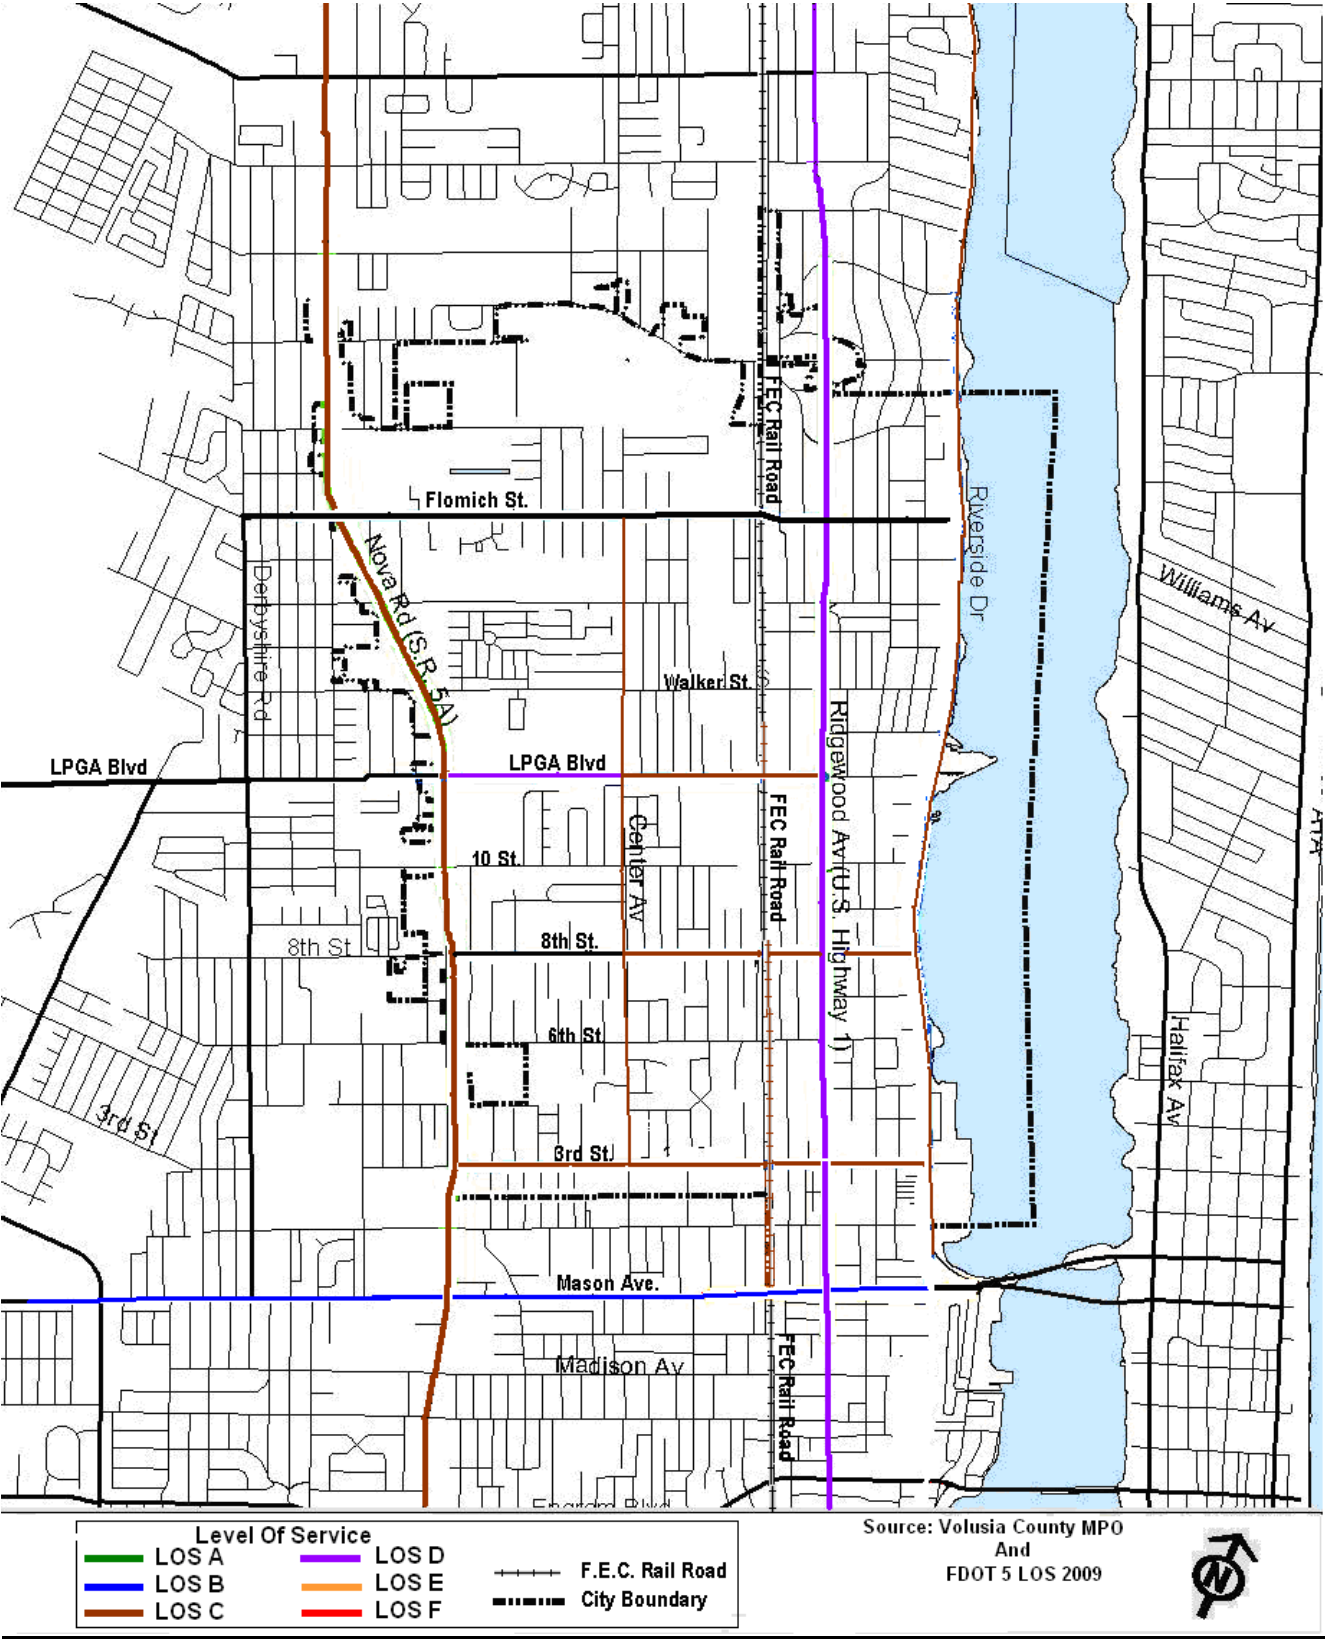 FEC Rail Road
Flomich St.
Riverside Dr
Nova Rd (S.R. 5A)
Derbyshire Rd
Williams Av
Walker St.
Ridgewood Av (U.S. Highway 1)
LPGA Blvd
LPGA Blvd
FEC Rail Road
Center Av
A1A
10 St.
8th St
8th St.
6th St.
Halifax Av
3rd St
3rd St.
Mason Ave.
FEC Rail Road
Madison Av
Level Of Service
LOS A
LOS B
LOS C
LOS D
LOS E
LOS F
F.E.C. Rail Road
City Boundary
Source: Volusia County MPO
And
FDOT 5 LOS 2009
N